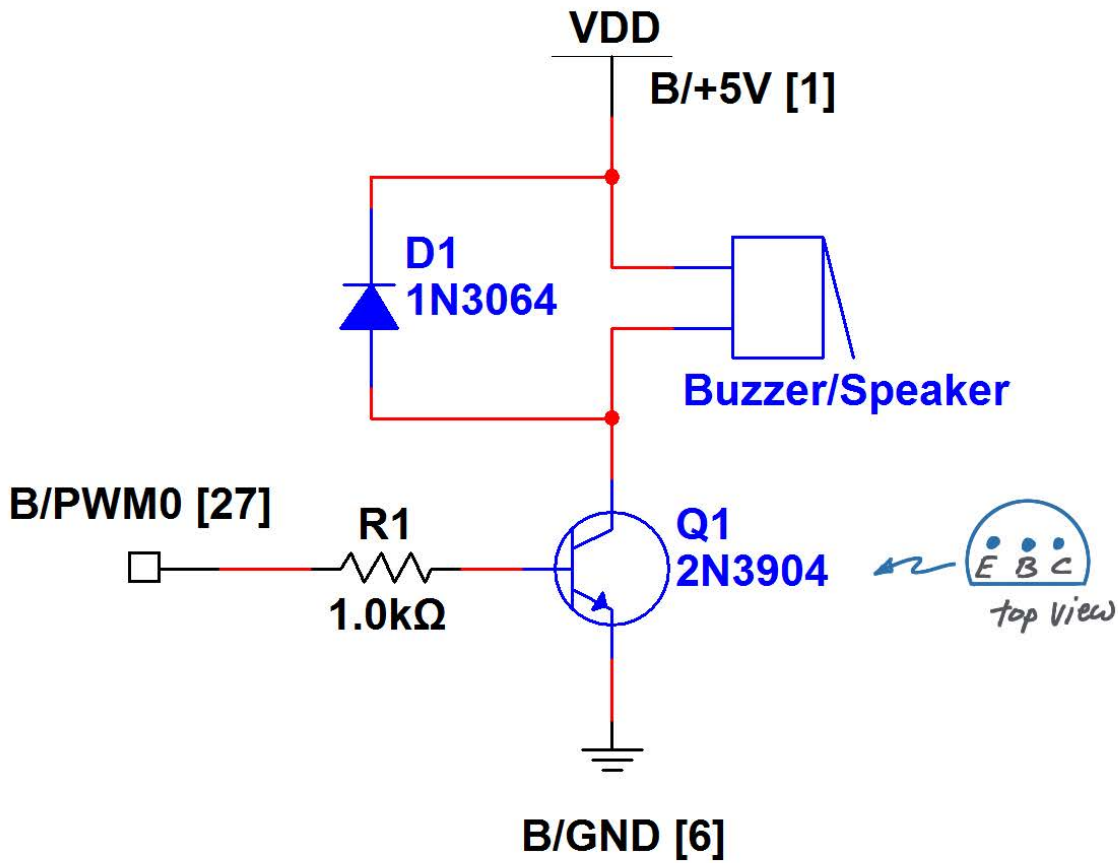 VDD
B/+5V [1]
D1
1N3064
Buzzer/Speaker
B/PWM0 [27]
R1
1.0kΩ
Q1
2N3904
E B C
top view
B/GND [6]